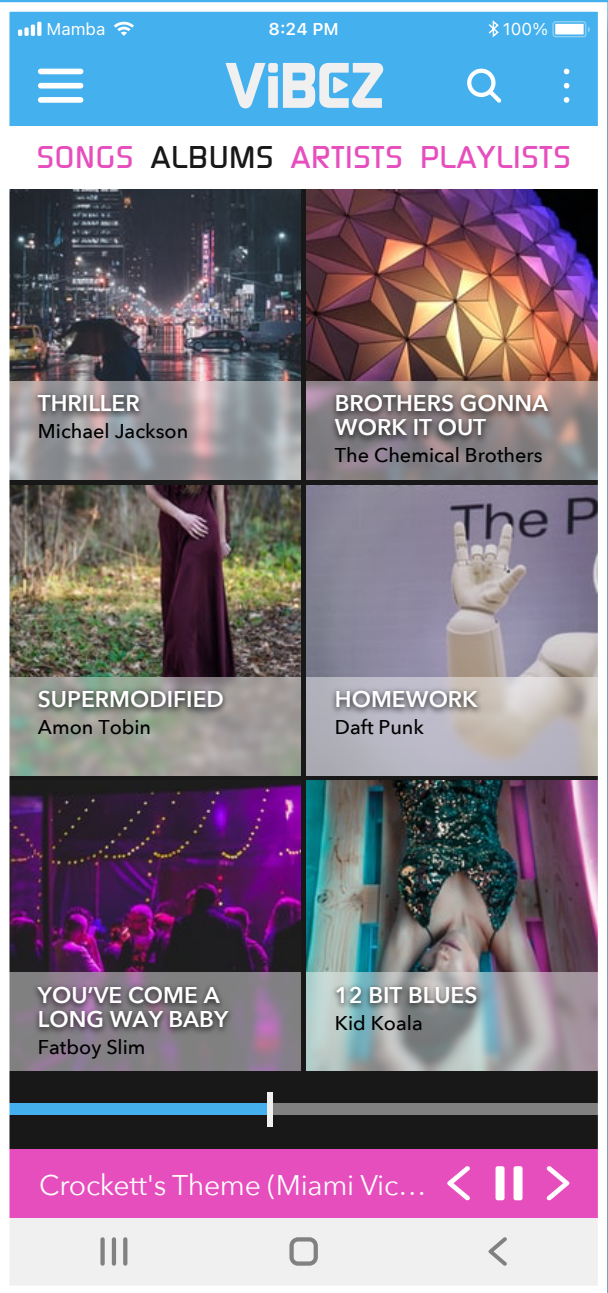 Mamba 8:24 PM 100%
ViBEZ
SONGS ALBUMS ARTISTS PLAYLISTS
THRILLER
Michael Jackson
BROTHERS GONNA
WORK IT OUT
The Chemical Brothers
The P
SUPERMODIFIED
Amon Tobin
HOMEWORK
Daft Punk
YOU’VE COME A
LONG WAY BABY
Fatboy Slim
12 BIT BLUES
Kid Koala
Crockett's Theme (Miami Vic…